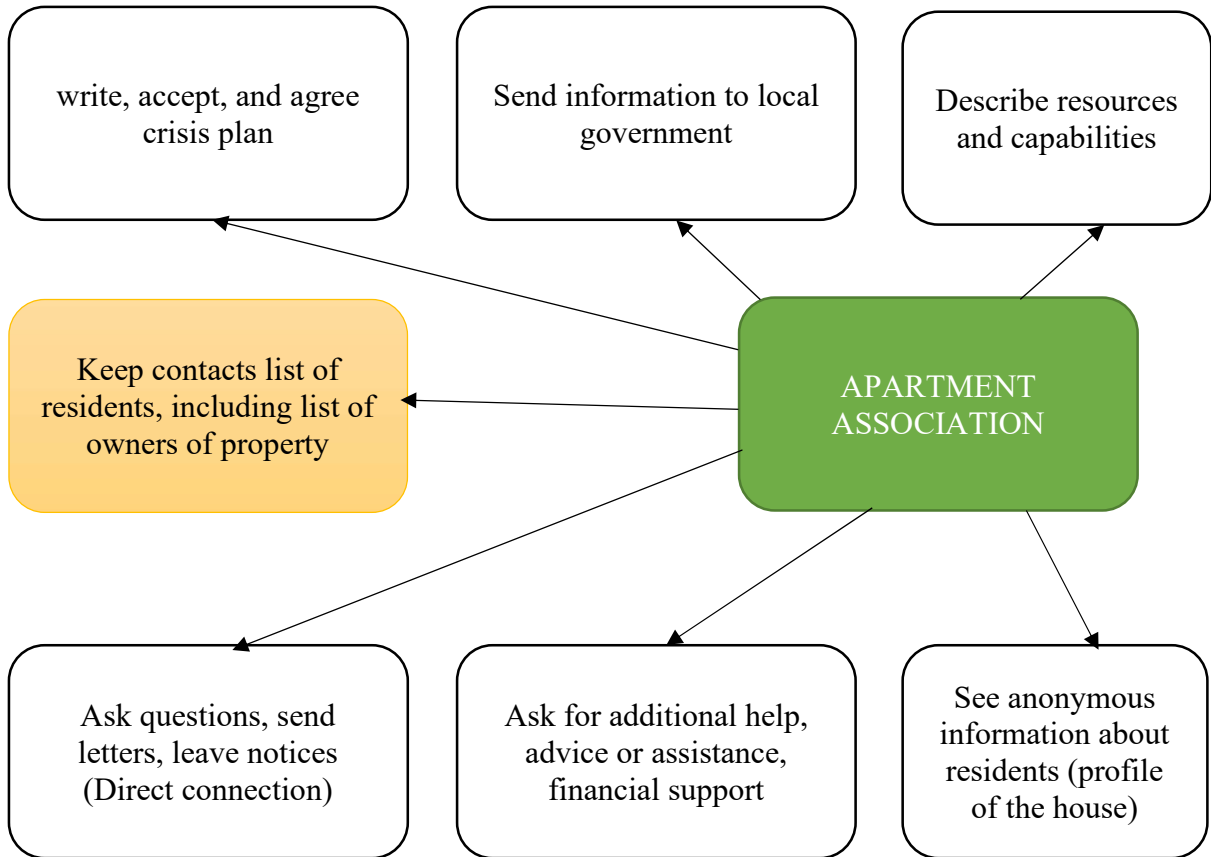 write, accept, and agree
crisis plan
Send information to local
government
Describe resources
and capabilities
Keep contacts list of
residents, including list of
owners of property
APARTMENT
ASSOCIATION
Ask questions, send
letters, leave notices
(Direct connection)
Ask for additional help,
advice or assistance,
financial support
See anonymous
information about
residents (profile
of the house)